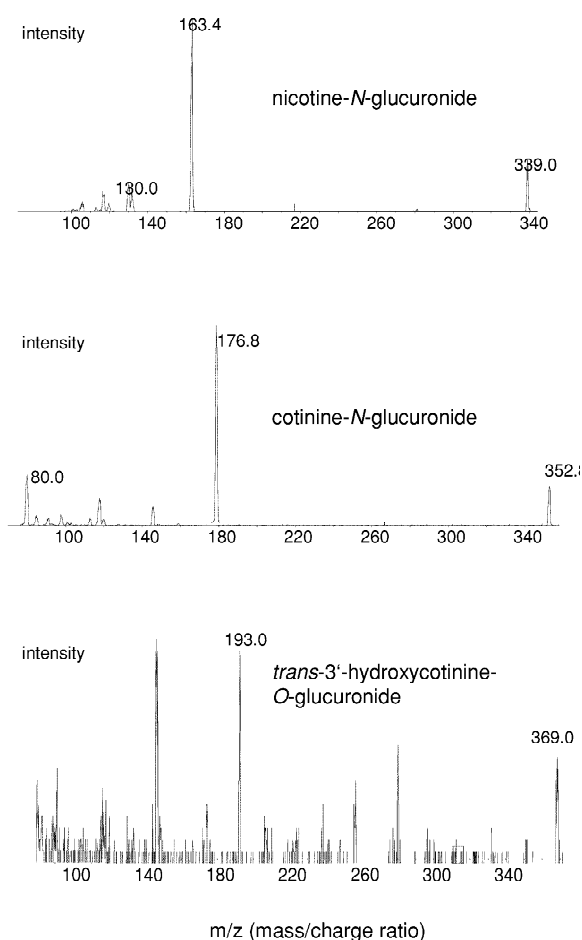 intensity
163.4
nicotine-N-glucuronide
130.0
339.0
100 140 180 220 260 300 340
intensity
176.8
cotinine-N-glucuronide
80.0
352.8
100 140 180 220 260 300 340
intensity
193.0
trans-3‘-hydroxycotinine-
O-glucuronide
369.0
100 140 180 220 260 300 340
m/z (mass/charge ratio)